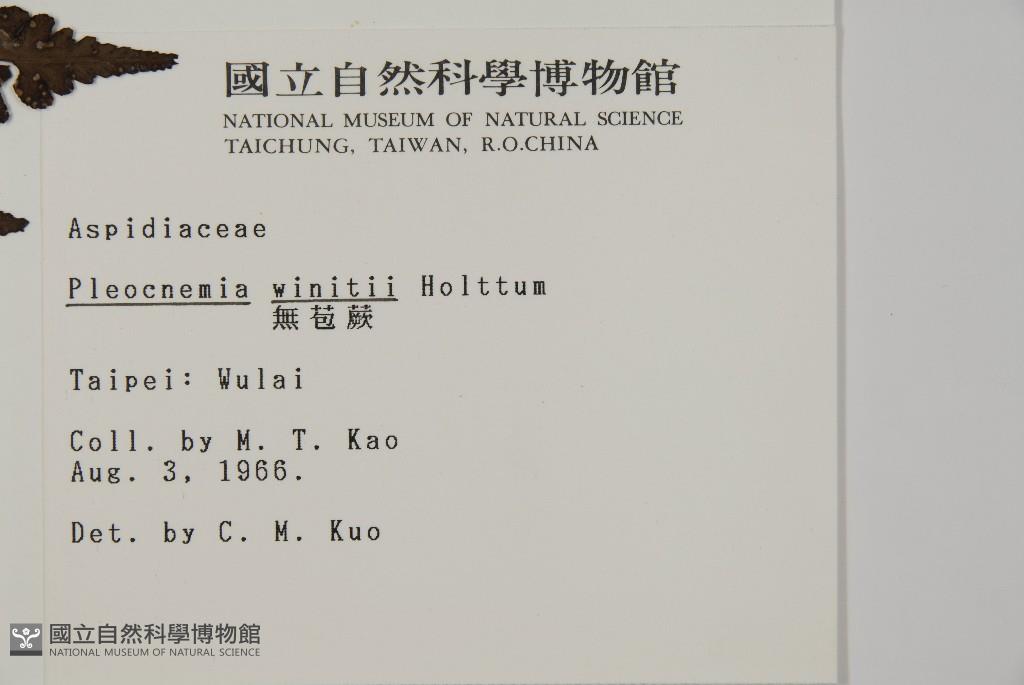 國立自然科學博物館
NATIONAL MUSEUM OF NATURAL SCIENCE
TAICHUNG, TAIWAN, R.O.CHINA
Aspidiaceae
Pleocnemia winitii Holttum
無苞蕨
Taipei: Wulai
Coll. by M. T. Kao
Aug. 3, 1966.
Det. by C. M. Kuo
國立自然科學博物館
NATIONAL MUSEUM OF NATURAL SCIENCE